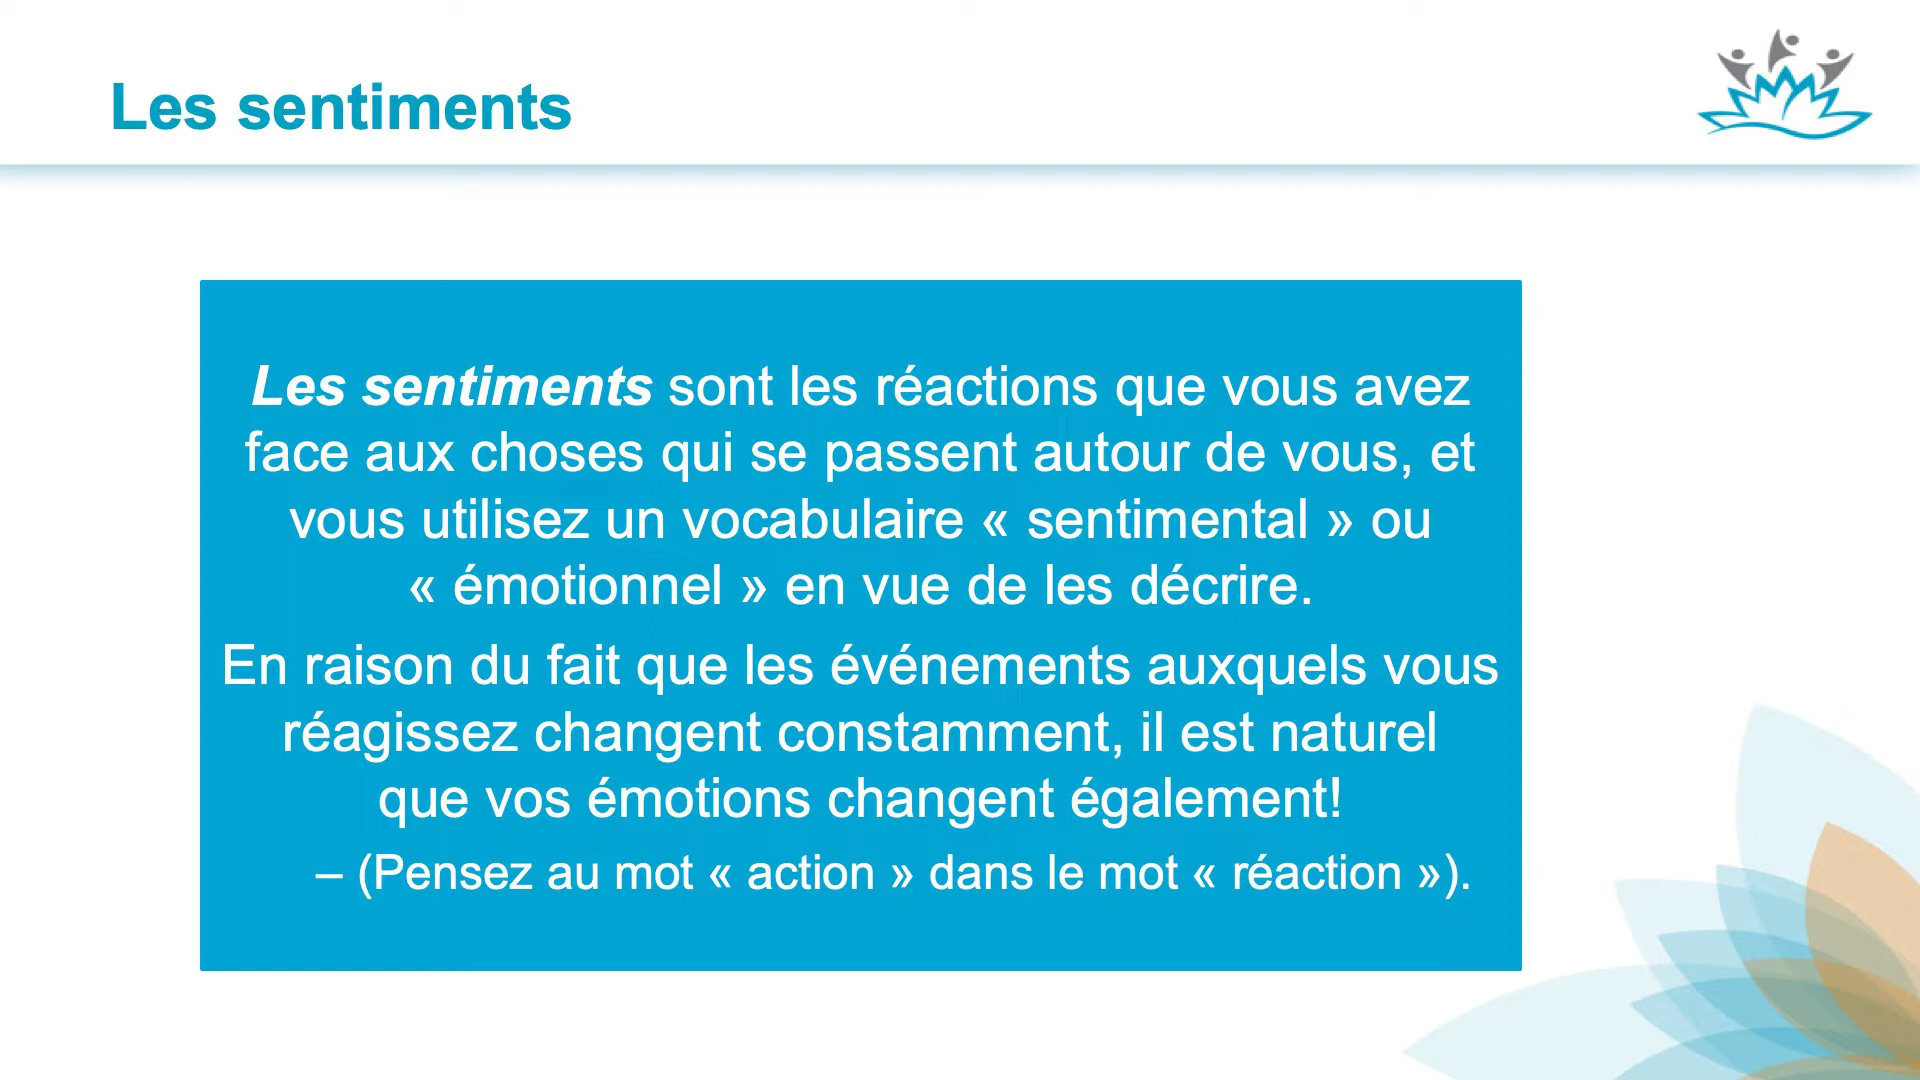 Les sentiments
Les sentiments sont les réactions que vous avez
face aux choses qui se passent autour de vous, et
vous utilisez un vocabulaire « sentimental » ou
« émotionnel » en vue de les décrire.
En raison du fait que les événements auxquels vous
réagissez changent constamment, il est naturel
que vos émotions changent également!
– (Pensez au mot « action » dans le mot « réaction »).